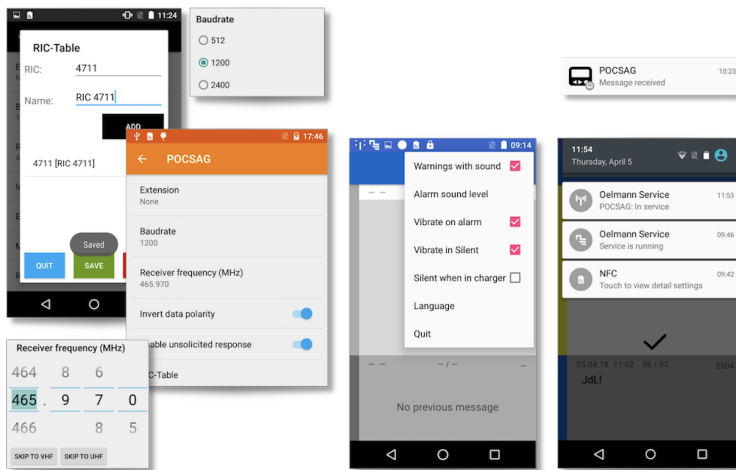 11:24
RIC-Table
RIC:
4711
Name:
RIC 4711
ADD
4711 [RIC 4711]
Saved
QUIT
SAVE
Baudrate
512
1200
2400
17:46
POCSAG
Extension
None
Baudrate
1200
Receiver frequency (MHz)
465.970
Invert data polarity
able unsolicited response
C-Table
Receiver frequency (MHz)
464 8 6
465 . 9 7 0
466 8 5
SKIP TO VHF SKIP TO UHF
09:14
Warnings with sound
Alarm sound level
Vibrate on alarm
Vibrate in Silent
Silent when in charger
Language
Quit
– –
– – – / – –
No previous message
POCSAG 10:23
Message received
11:54
Thursday, April 5
Oelmann Service 11:53
POCSAG: In service
Oelmann Service 09:46
Service is running
NFC 09:42
Touch to view detail settings
05.04.18 11:52 96 / 97 2504
JdL!